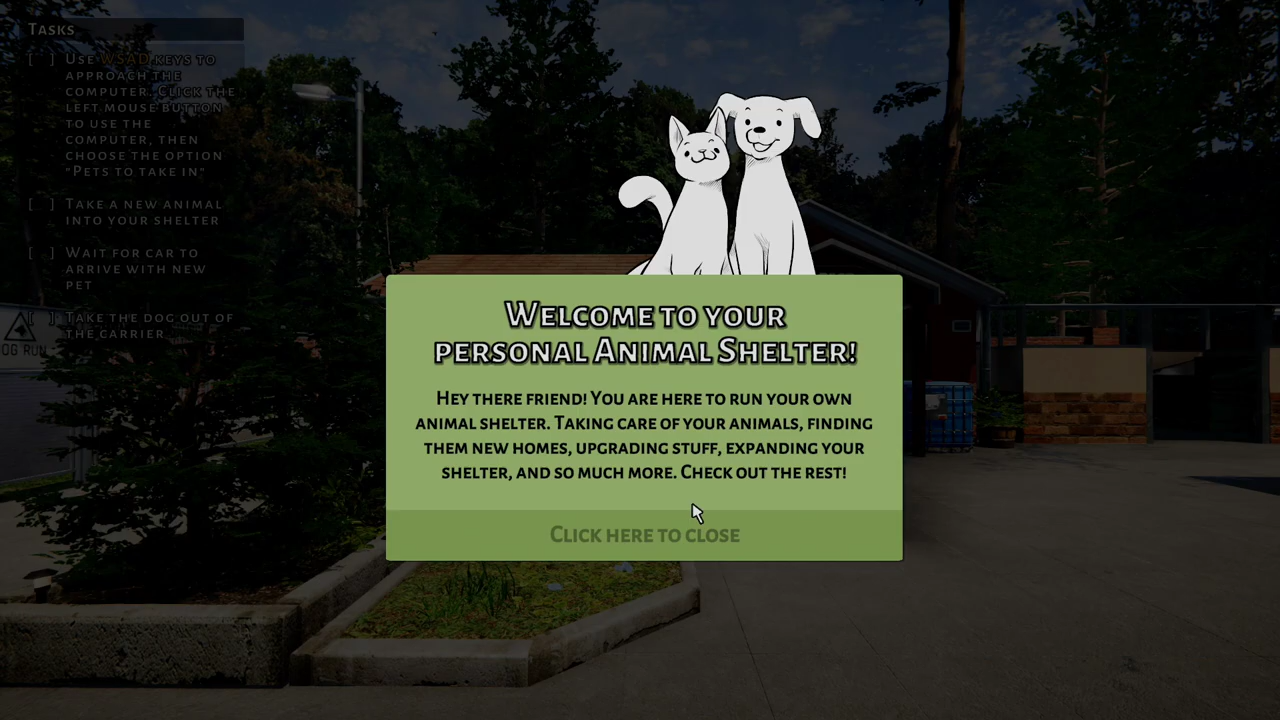 Tasks
[ ] Use WSAD keys to
approach the
computer. Click the
left mouse button
to use the
computer, then
choose the option
"Pets to take in"
[ ] Take a new animal
into your shelter
[ ] Wait for car to
arrive with new
pet
[ ] Take the dog out of
the carrier
OG RUN
Welcome to your
personal Animal Shelter!
Hey there friend! You are here to run your own
animal shelter. Taking care of your animals, finding
them new homes, upgrading stuff, expanding your
shelter, and so much more. Check out the rest!
Click here to close